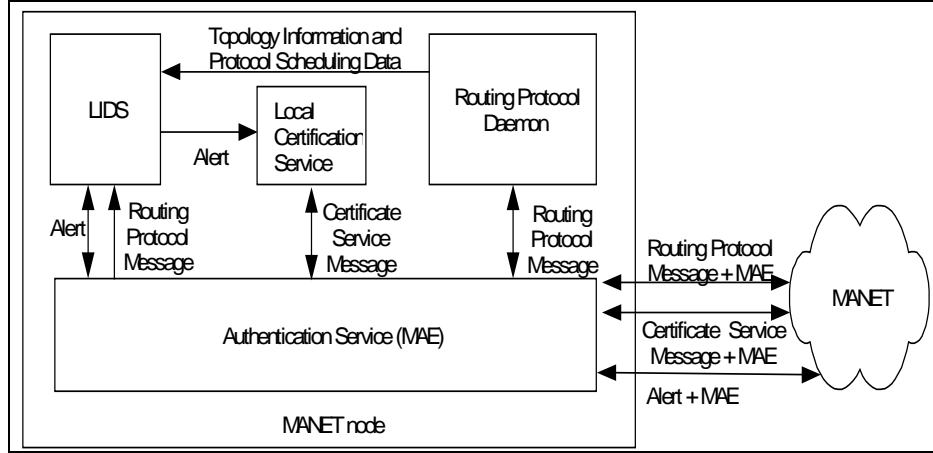 Topology Information and
Protocol Scheduling Data
LIDS
Local
Certification
Service
Routing Protocol
Daemon
Alert
Alert
Routing
Protocol
Message
Certificate
Service
Message
Routing
Protocol
Message
Routing Protocol
Message + MAE
MANET
Authentication Service (MAE)
Certificate Service
Message + MAE
Alert + MAE
MANET node